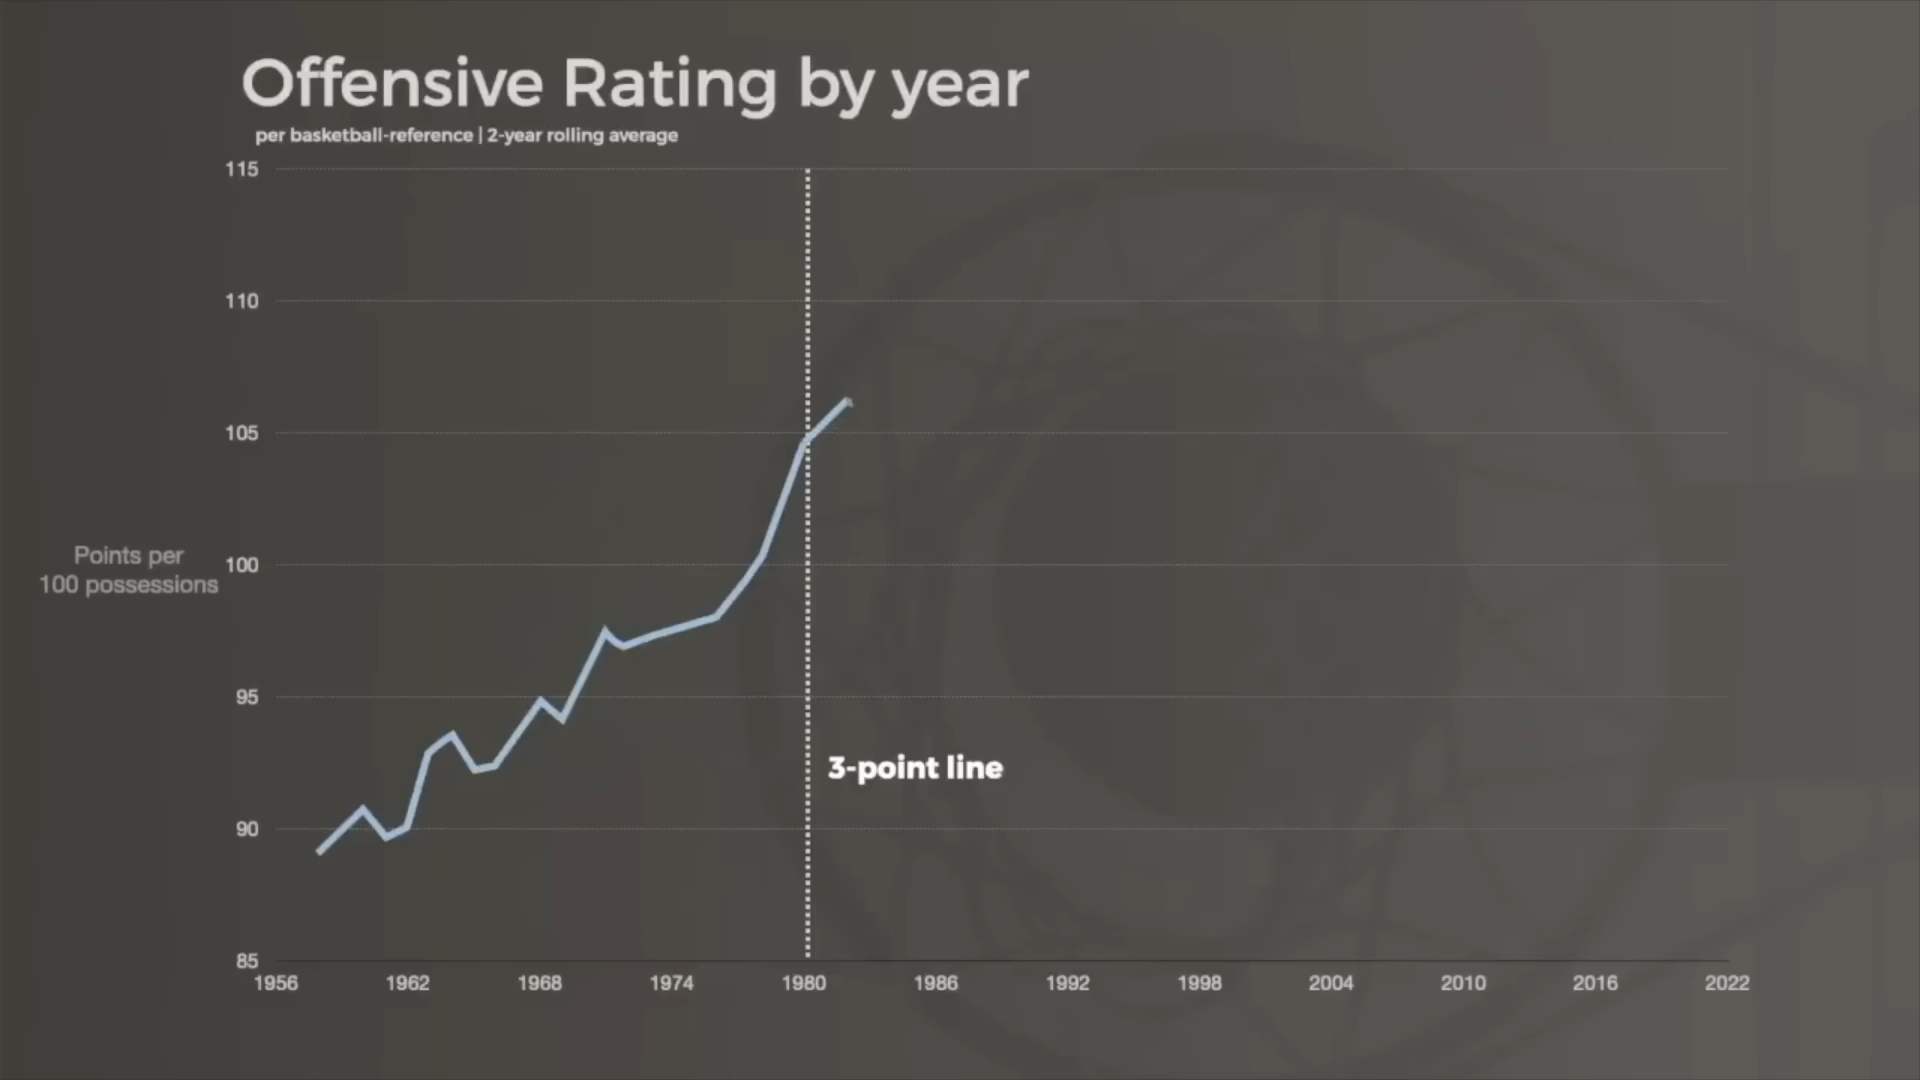 Offensive Rating by year
per basketball-reference | 2-year rolling average
115
110
105
Points per
100 possessions
100
95
3-point line
90
85
1956 1962 1968 1974 1980 1986 1992 1998 2004 2010 2016 2022